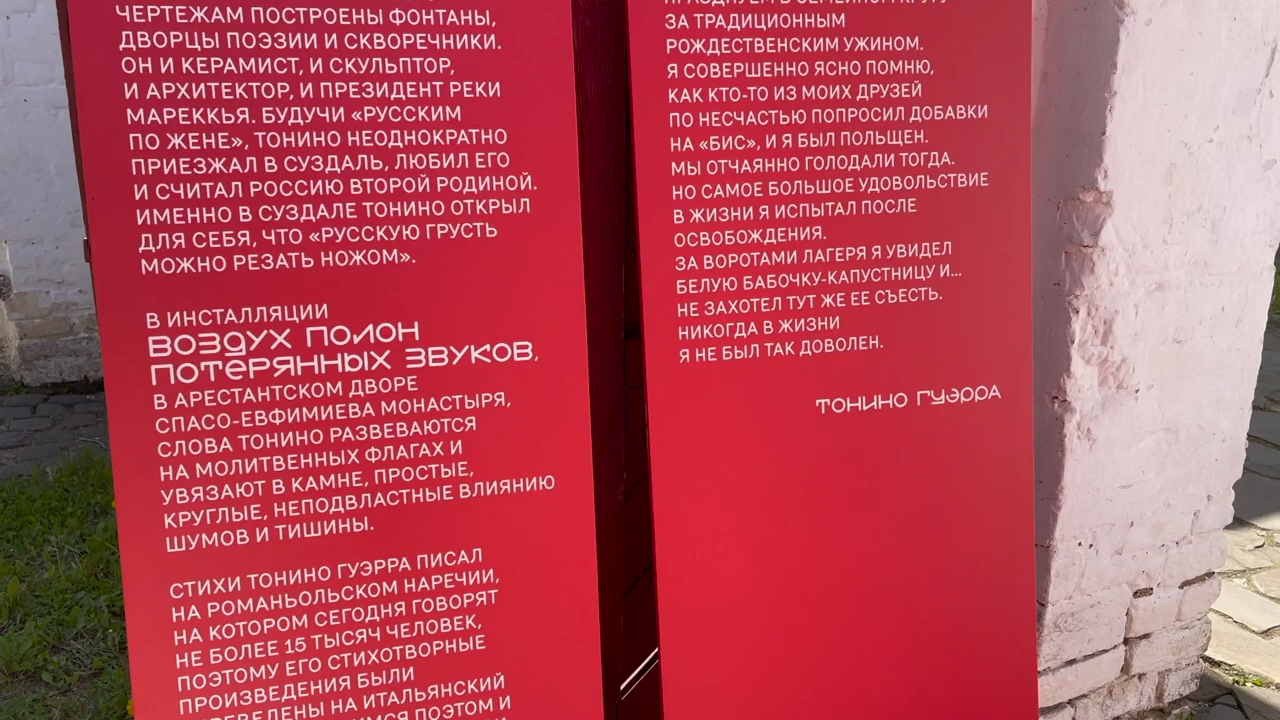 ЧЕРТЕЖАМ ПОСТРОЕНЫ ФОНТАНЫ,
ДВОРЦЫ ПОЭЗИИ И СКВОРЕЧНИКИ.
ОН И КЕРАМИСТ, И СКУЛЬПТОР,
И АРХИТЕКТОР, И ПРЕЗИДЕНТ РЕКИ
МАРЕККЬЯ. БУДУЧИ «РУССКИМ
ПО ЖЕНЕ», ТОНИНО НЕОДНОКРАТНО
ПРИЕЗЖАЛ В СУЗДАЛЬ, ЛЮБИЛ ЕГО
И СЧИТАЛ РОССИЮ ВТОРОЙ РОДИНОЙ.
ИМЕННО В СУЗДАЛЕ ТОНИНО ОТКРЫЛ
ДЛЯ СЕБЯ, ЧТО «РУССКУЮ ГРУСТЬ
МОЖНО РЕЗАТЬ НОЖОМ».
В ИНСТАЛЛЯЦИИ
ВОЗДУХ ПОЛОН
ПОТЕРЯННЫХ ЗВУКОВ,
В АРЕСТАНТСКОМ ДВОРЕ
СПАСО-ЕВФИМИЕВА МОНАСТЫРЯ,
СЛОВА ТОНИНО РАЗВЕВАЮТСЯ
НА МОЛИТВЕННЫХ ФЛАГАХ И
УВЯЗАЮТ В КАМНЕ, ПРОСТЫЕ,
КРУГЛЫЕ, НЕПОДВЛАСТНЫЕ ВЛИЯНИЮ
ШУМОВ И ТИШИНЫ.
СТИХИ ТОНИНО ГУЭРРА ПИСАЛ
НА РОМАНЬОЛЬСКОМ НАРЕЧИИ,
НА КОТОРОМ СЕГОДНЯ ГОВОРЯТ
НЕ БОЛЕЕ 15 ТЫСЯЧ ЧЕЛОВЕК,
ПОЭТОМУ ЕГО СТИХОТВОРНЫЕ
ПРОИЗВЕДЕНИЯ БЫЛИ
НА ИТАЛЬЯНСКИЙ
ПОЭТОМ И
ПРАЗДНУЕМ В СЕМЕЙНОМ КРУГУ
ЗА ТРАДИЦИОННЫМ
РОЖДЕСТВЕНСКИМ УЖИНОМ.
Я СОВЕРШЕННО ЯСНО ПОМНЮ,
КАК КТО-ТО ИЗ МОИХ ДРУЗЕЙ
ПО НЕСЧАСТЬЮ ПОПРОСИЛ ДОБАВКИ
НА «БИС», И Я БЫЛ ПОЛЬЩЕН.
МЫ ОТЧАЯННО ГОЛОДАЛИ ТОГДА.
НО САМОЕ БОЛЬШОЕ УДОВОЛЬСТВИЕ
В ЖИЗНИ Я ИСПЫТАЛ ПОСЛЕ
ОСВОБОЖДЕНИЯ.
ЗА ВОРОТАМИ ЛАГЕРЯ Я УВИДЕЛ
БЕЛУЮ БАБОЧКУ-КАПУСТНИЦУ И...
НЕ ЗАХОТЕЛ ТУТ ЖЕ ЕЕ СЪЕСТЬ.
НИКОГДА В ЖИЗНИ
Я НЕ БЫЛ ТАК ДОВОЛЕН.
ТОНИНО ГУЭРРА